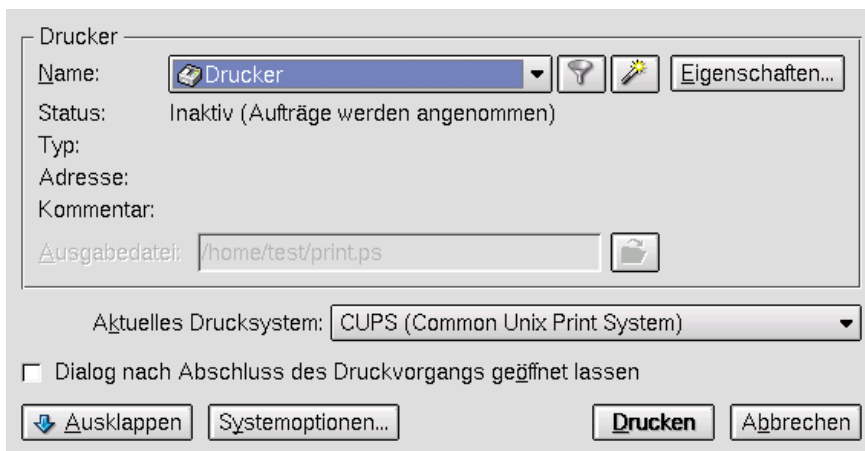 Drucker
Name: Drucker Eigenschaften...
Status: Inaktiv (Aufträge werden angenommen)
Typ:
Adresse:
Kommentar:
Ausgabedatei: /home/test/print.ps
Aktuelles Drucksystem: CUPS (Common Unix Print System)
Dialog nach Abschluss des Druckvorgangs geöffnet lassen
Ausklappen Systemoptionen... Drucken Abbrechen